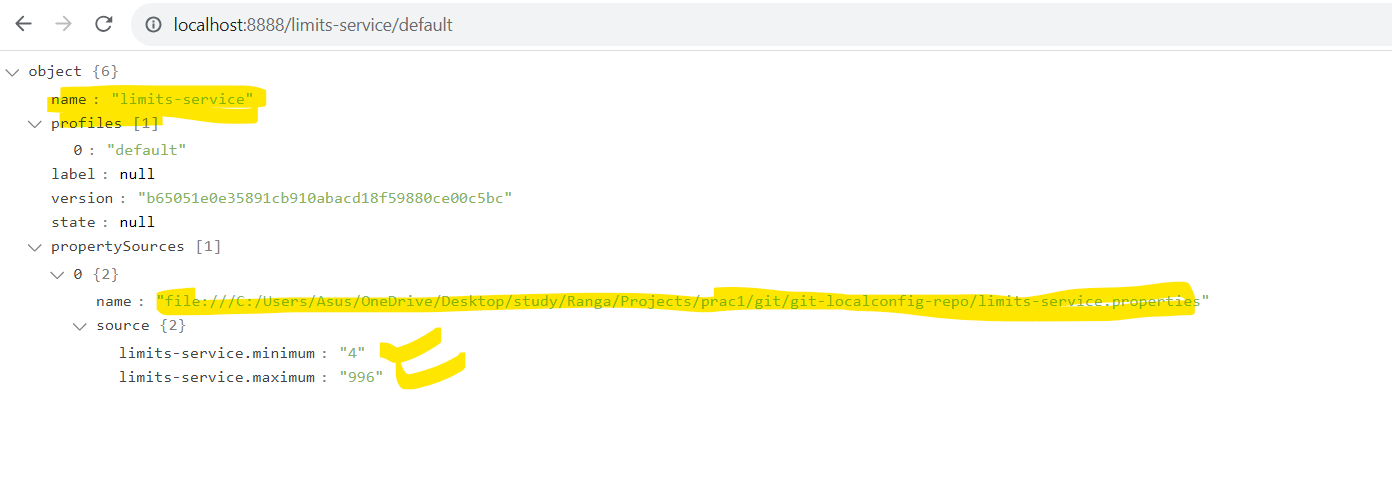 localhost:8888/limits-service/default
object {6}
name : "limits-service"
profiles [1]
0 : "default"
label : null
version : "b65051e0e35891cb910abacd18f59880ce00c5bc"
state : null
propertySources [1]
0 {2}
name : "file:///C:/Users/Asus/OneDrive/Desktop/study/Ranga/Projects/prac1/git/git-localconfig-repo/limits-service.properties"
source {2}
limits-service.minimum : "4"
limits-service.maximum : "996"